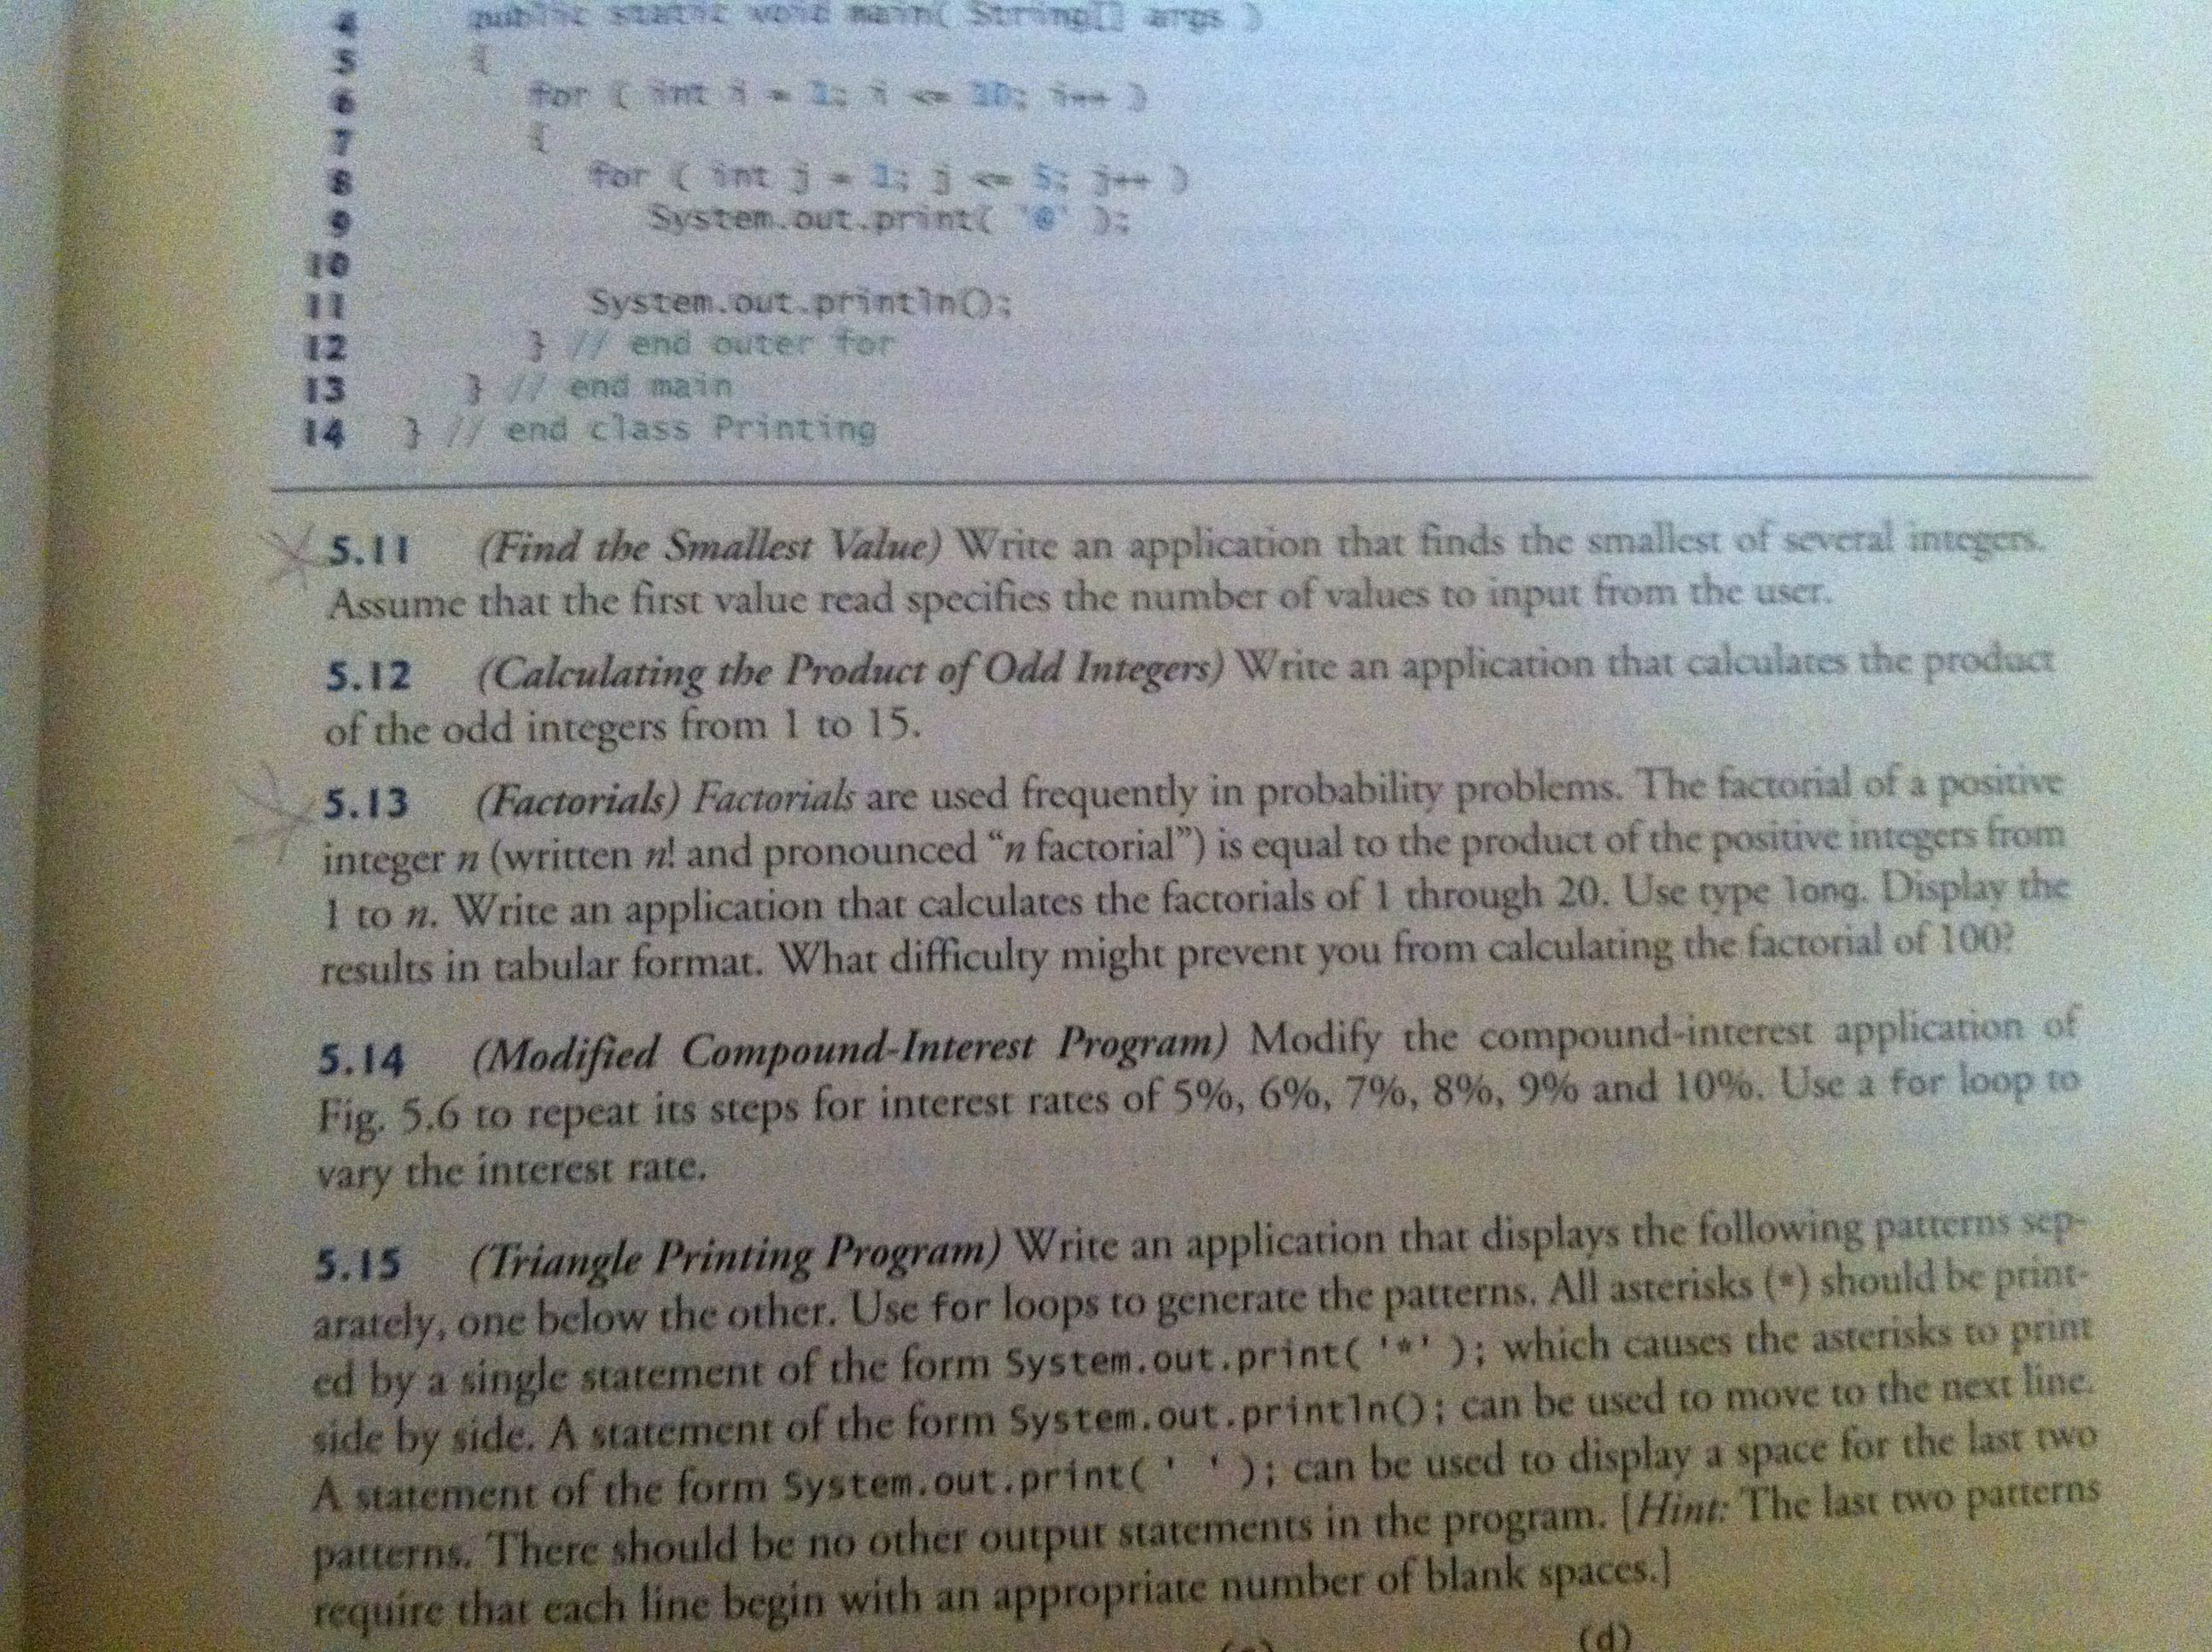 4 public static void main( String[] args )
5 {
6 for ( int i = 1; i <= 10; i++ )
7 {
8 for ( int j = 1; j <= 5; j++ )
9 System.out.print( '@' );
10
11 System.out.println();
12 } // end outer for
13 } // end main
14 } // end class Printing
5.11 (Find the Smallest Value) Write an application that finds the smallest of several integers.
Assume that the first value read specifies the number of values to input from the user.
5.12 (Calculating the Product of Odd Integers) Write an application that calculates the product
of the odd integers from 1 to 15.
5.13 (Factorials) Factorials are used frequently in probability problems. The factorial of a positive
integer n (written n! and pronounced “n factorial”) is equal to the product of the positive integers from
1 to n. Write an application that calculates the factorials of 1 through 20. Use type long. Display the
results in tabular format. What difficulty might prevent you from calculating the factorial of 100?
5.14 (Modified Compound-Interest Program) Modify the compound-interest application of
Fig. 5.6 to repeat its steps for interest rates of 5%, 6%, 7%, 8%, 9% and 10%. Use a for loop to
vary the interest rate.
5.15 (Triangle Printing Program) Write an application that displays the following patterns sep-
arately, one below the other. Use for loops to generate the patterns. All asterisks (*) should be print-
ed by a single statement of the form System.out.print( '*' ); which causes the asterisks to print
side by side. A statement of the form System.out.println(); can be used to move to the next line.
A statement of the form System.out.print( ' ' ); can be used to display a space for the last two
patterns. There should be no other output statements in the program. [Hint: The last two patterns
require that each line begin with an appropriate number of blank spaces.]
(d)